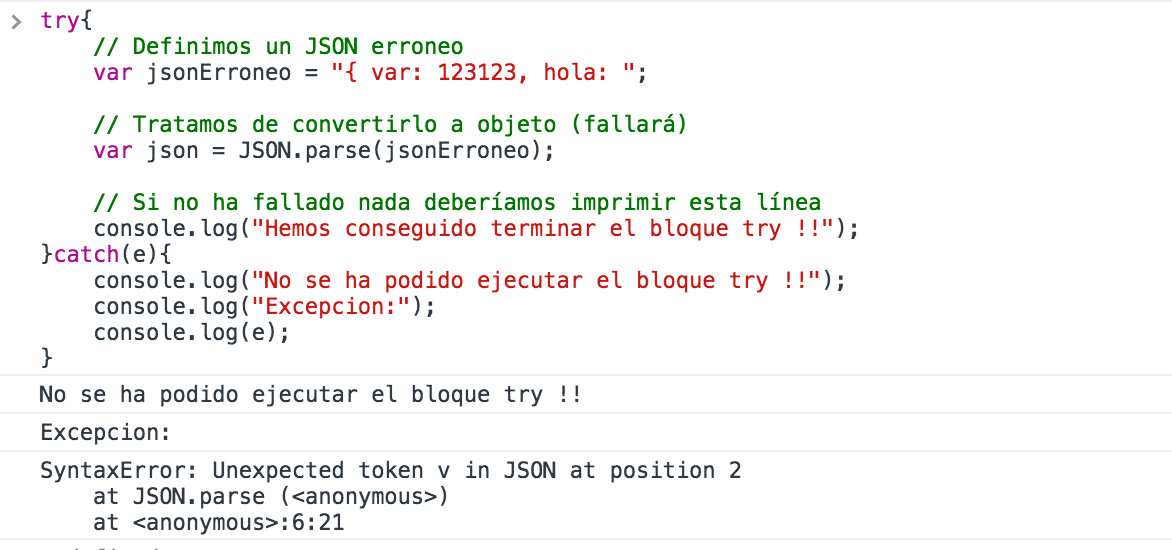 > try{
// Definimos un JSON erroneo
var jsonErroneo = "{ var: 123123, hola: ";
// Tratamos de convertirlo a objeto (fallará)
var json = JSON.parse(jsonErroneo);
// Si no ha fallado nada deberíamos imprimir esta línea
console.log("Hemos conseguido terminar el bloque try !!");
}catch(e){
console.log("No se ha podido ejecutar el bloque try !!");
console.log("Excepcion:");
console.log(e);
}
No se ha podido ejecutar el bloque try !!
Excepcion:
SyntaxError: Unexpected token v in JSON at position 2
at JSON.parse (<anonymous>)
at <anonymous>:6:21